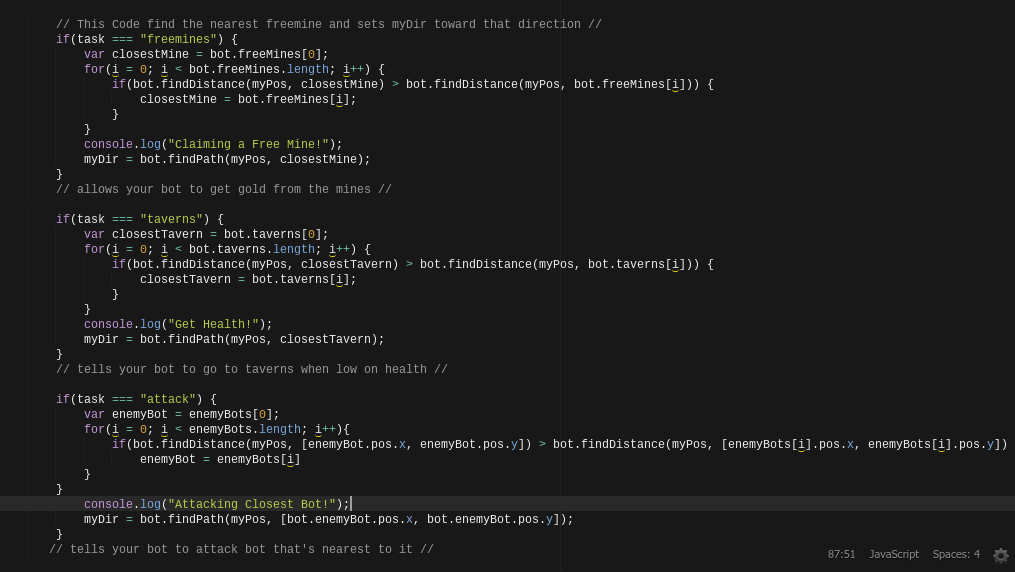 // This Code find the nearest freemine and sets myDir toward that direction //
if(task === "freemines") {
    var closestMine = bot.freeMines[0];
    for(i = 0; i < bot.freeMines.length; i++) {
        if(bot.findDistance(myPos, closestMine) > bot.findDistance(myPos, bot.freeMines[i])) {
            closestMine = bot.freeMines[i];
        }
    }
    console.log("Claiming a Free Mine!");
    myDir = bot.findPath(myPos, closestMine);
}
// allows your bot to get gold from the mines //
if(task === "taverns") {
    var closestTavern = bot.taverns[0];
    for(i = 0; i < bot.taverns.length; i++) {
        if(bot.findDistance(myPos, closestTavern) > bot.findDistance(myPos, bot.taverns[i])) {
            closestTavern = bot.taverns[i];
        }
    }
    console.log("Get Health!");
    myDir = bot.findPath(myPos, closestTavern);
}
// tells your bot to go to taverns when low on health //
if(task === "attack") {
    var enemyBot = enemyBots[0];
    for(i = 0; i < enemyBots.length; i++){
        if(bot.findDistance(myPos, [enemyBot.pos.x, enemyBot.pos.y]) > bot.findDistance(myPos, [enemyBots[i].pos.x, enemyBots[i].pos.y])
            enemyBot = enemyBots[i]
    }
}
    console.log("Attacking Closest Bot!");
    myDir = bot.findPath(myPos, [bot.enemyBot.pos.x, bot.enemyBot.pos.y]);
}
// tells your bot to attack bot that's nearest to it //
87:51 JavaScript Spaces: 4